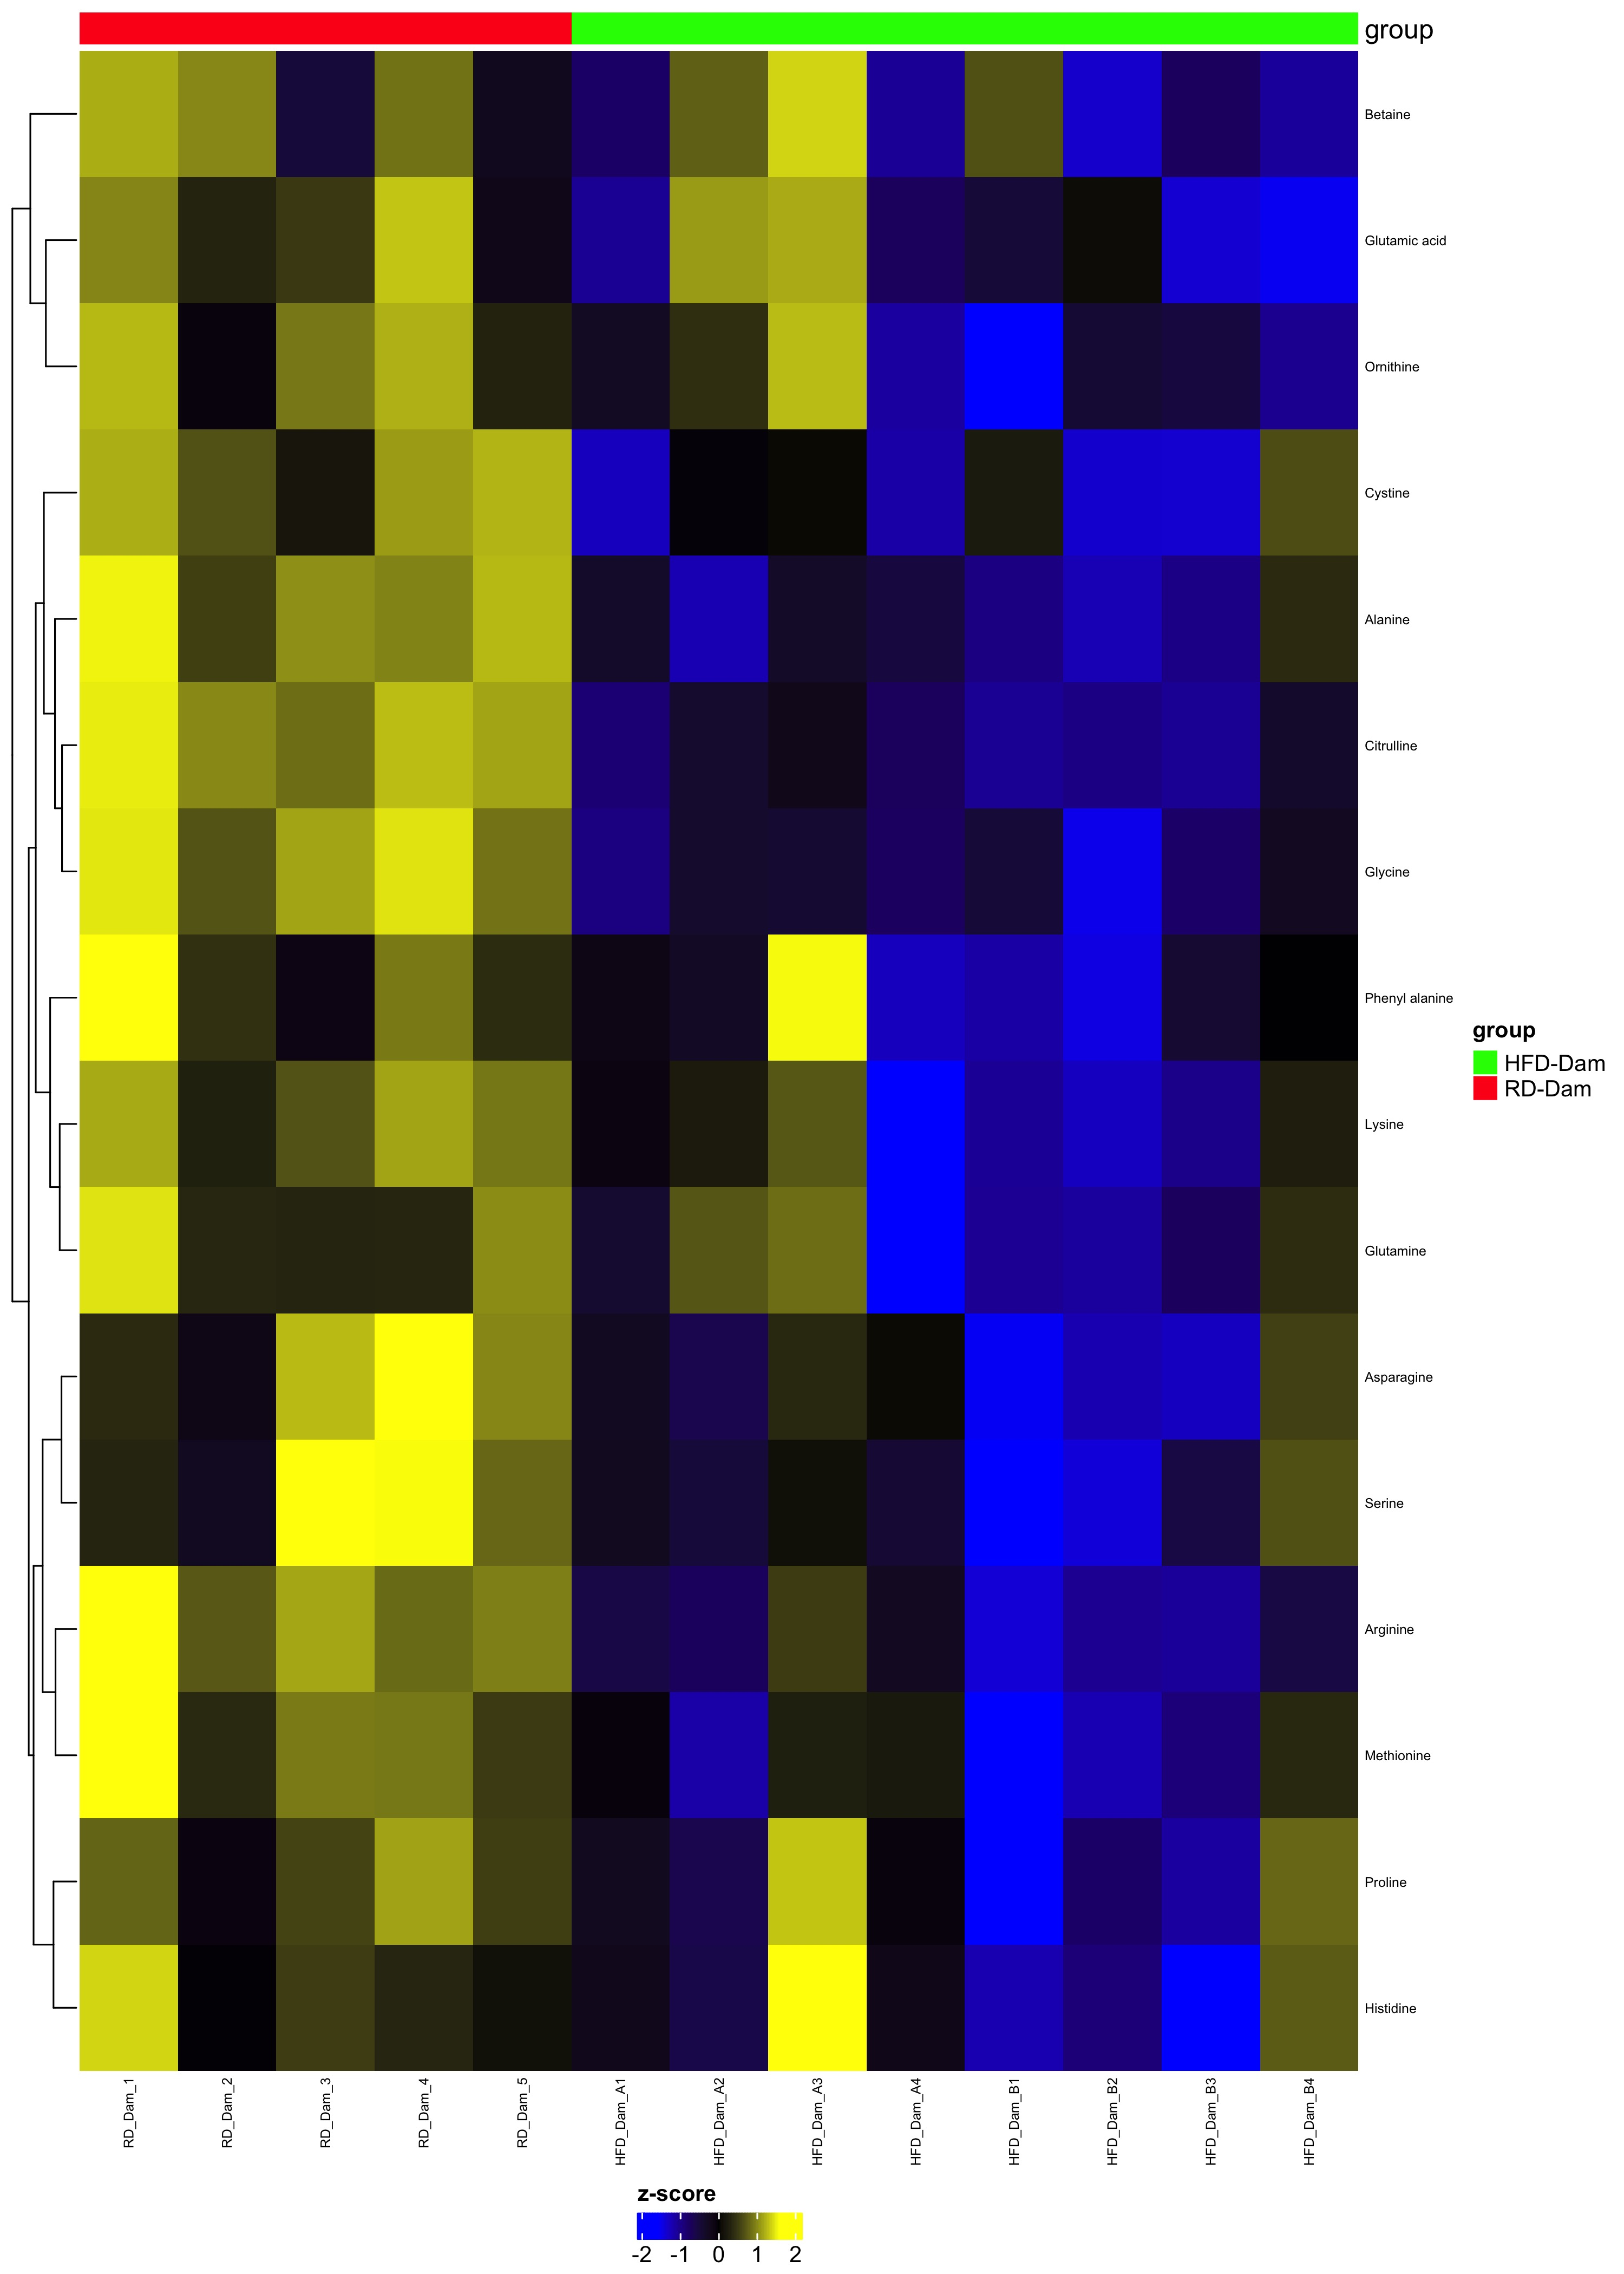 group
Betaine
Glutamic acid
Ornithine
Cystine
Alanine
Citrulline
Glycine
Phenyl alanine
Lysine
Glutamine
Asparagine
Serine
Arginine
Methionine
Proline
Histidine
group
HFD-Dam
RD-Dam
RD_Dam_1
RD_Dam_2
RD_Dam_3
RD_Dam_4
RD_Dam_5
HFD_Dam_A1
HFD_Dam_A2
HFD_Dam_A3
HFD_Dam_A4
HFD_Dam_B1
HFD_Dam_B2
HFD_Dam_B3
HFD_Dam_B4
z-score
-2 -1 0 1 2